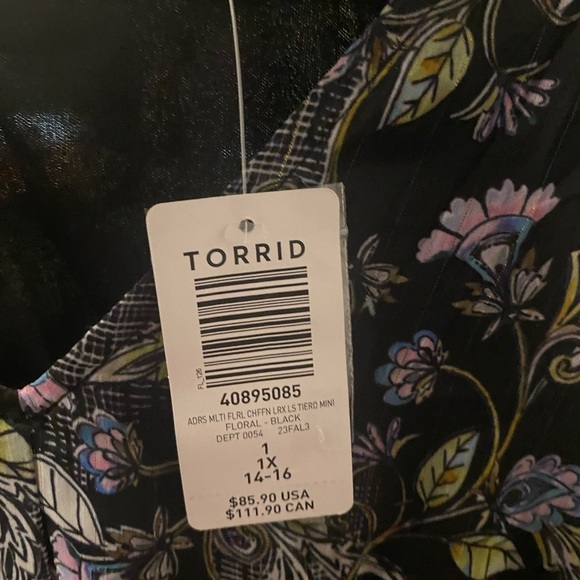 TORRID
FL_126
40895085
ADRS MLTI FLRL CHFFN LRX LS TIERD MINI
FLORAL - BLACK
DEPT 0054 23FAL3
1
1X
14-16
$85.90 USA
$111.90 CAN